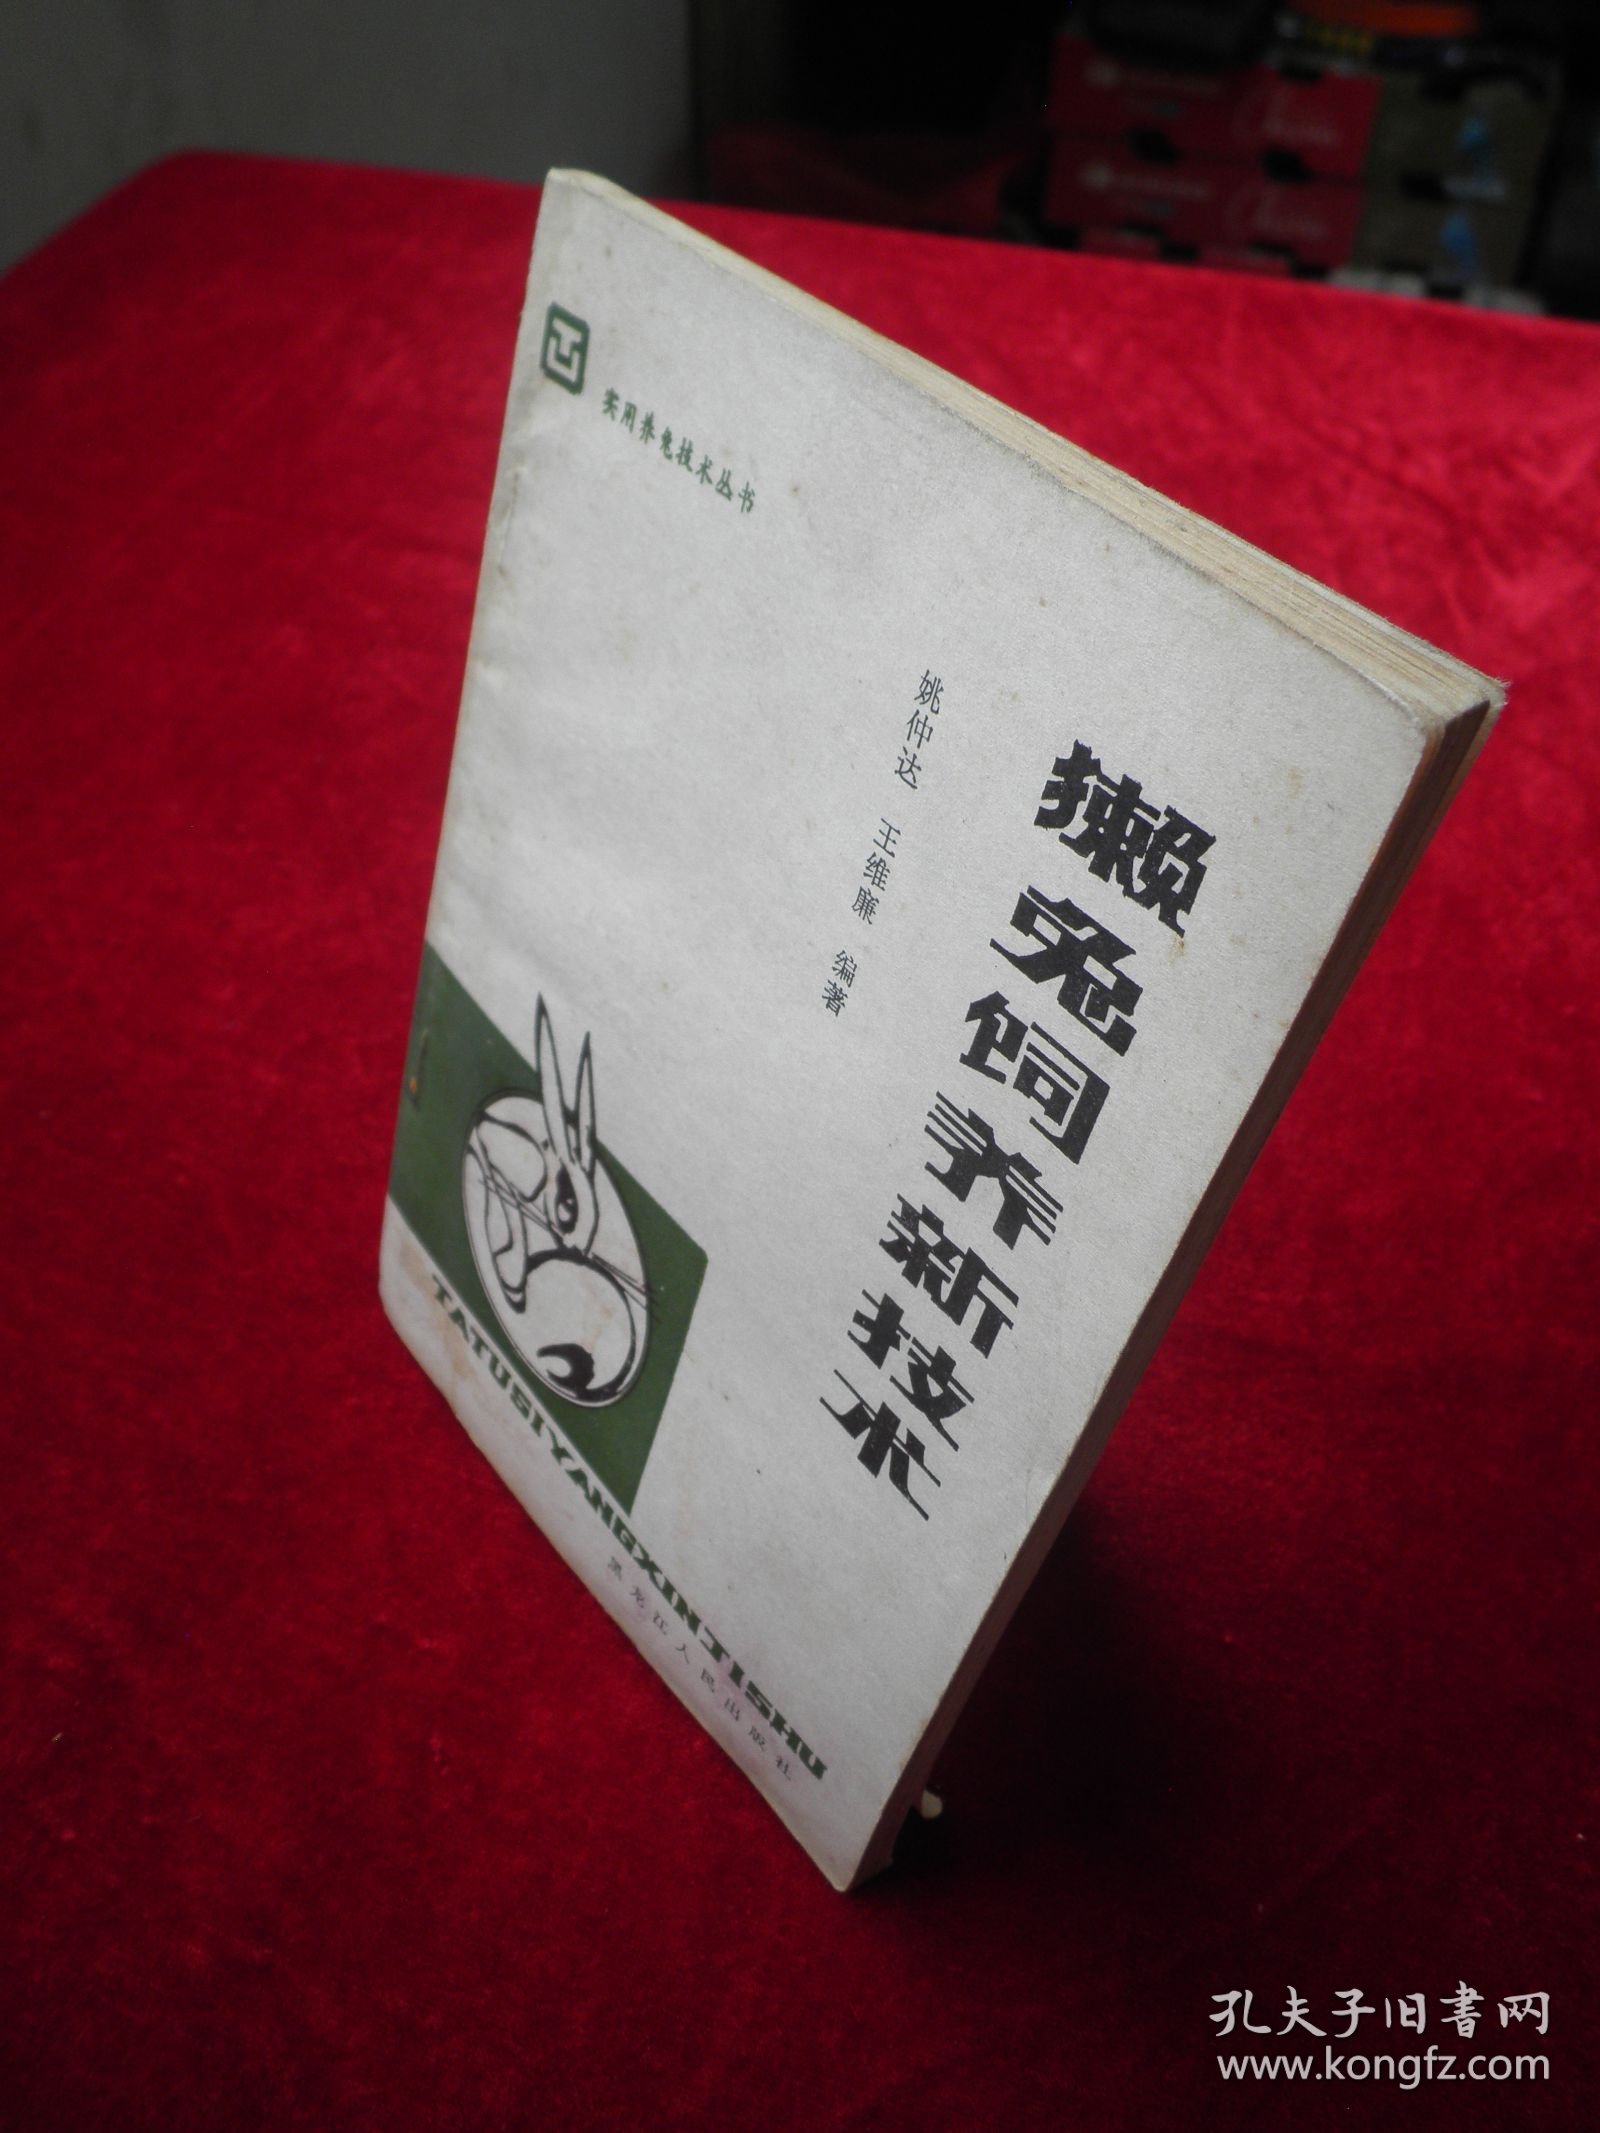 实用养兔技术丛书
獭兔饲养新技术
姚仲达 王维廉 编著
TATUSIYANGXINJISHU
黑龙江人民出版社
孔夫子旧書网
www.kongfz.com